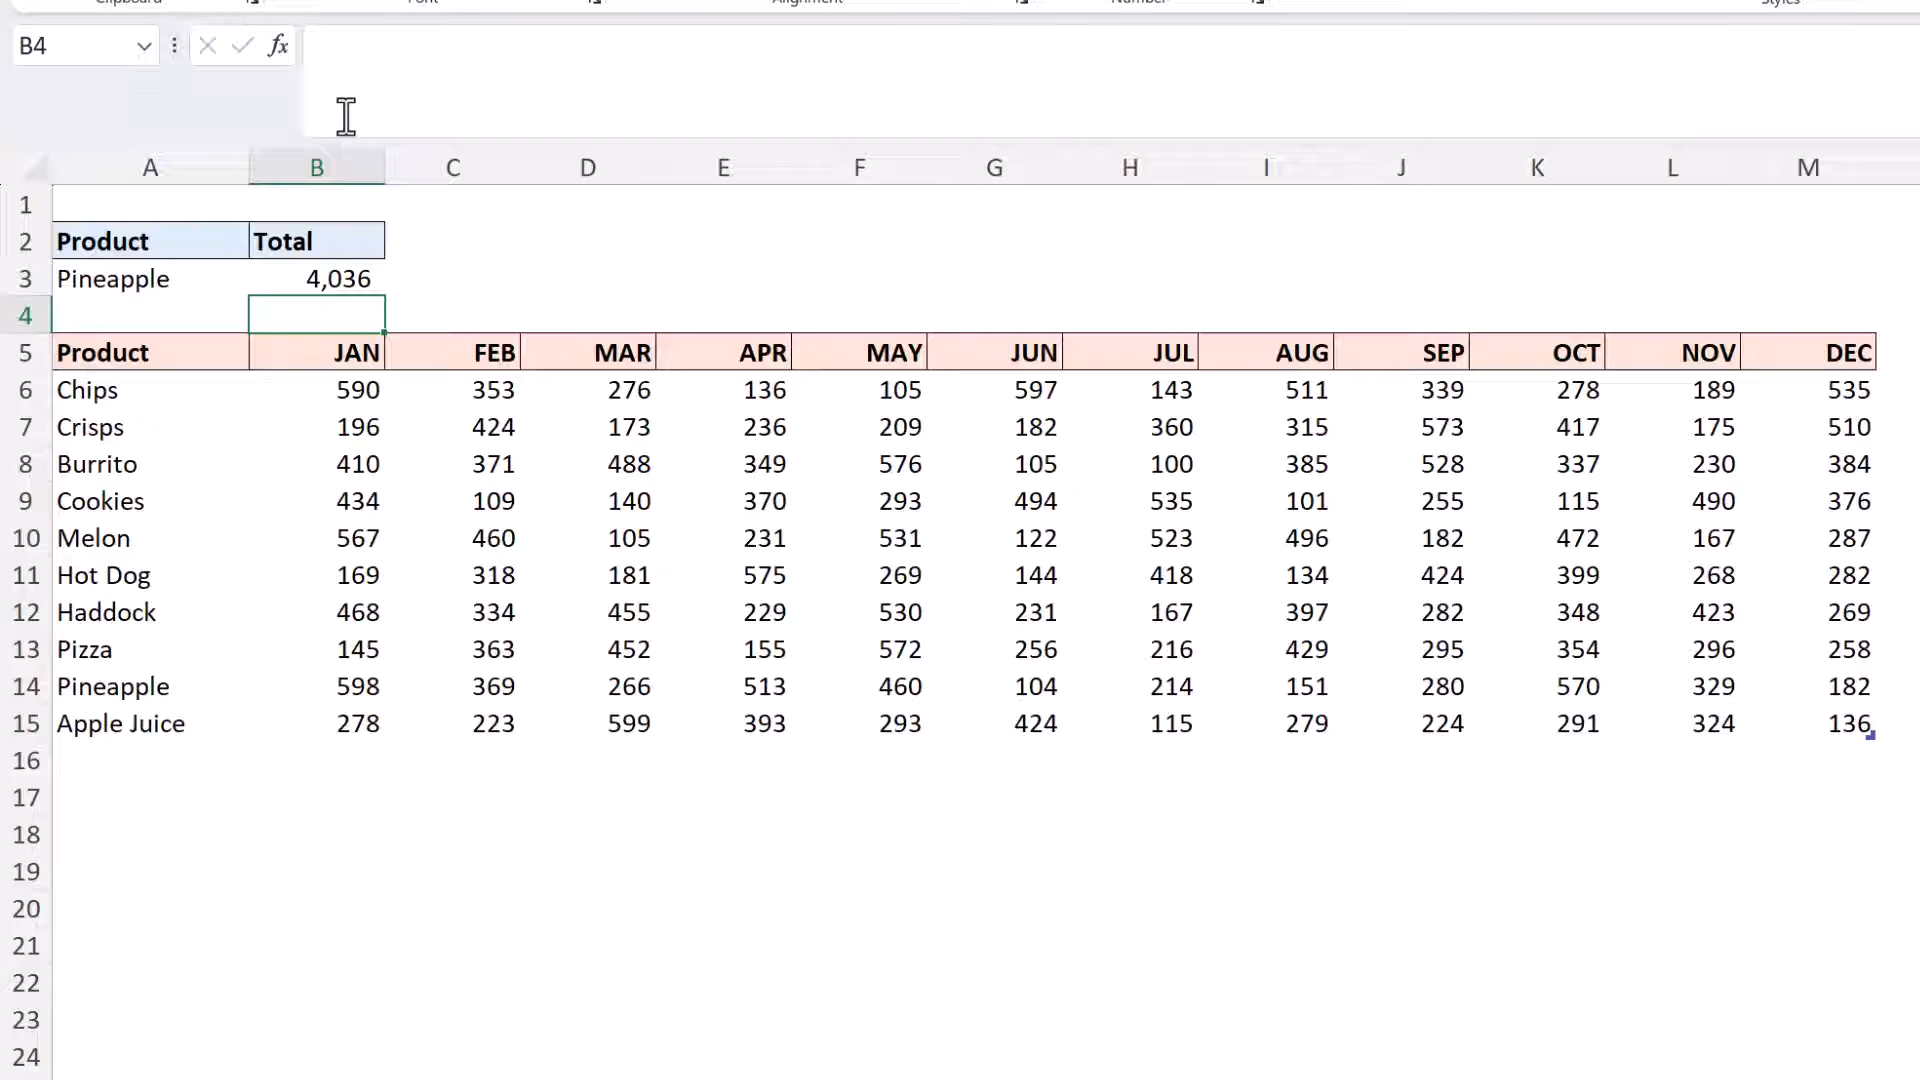 Clipboard Font Alignment Number Styles
B4 fx
A B C D E F G H I J K L M
1
2 Product Total
3 Pineapple 4,036
4
5 Product JAN FEB MAR APR MAY JUN JUL AUG SEP OCT NOV DEC
6 Chips 590 353 276 136 105 597 143 511 339 278 189 535
7 Crisps 196 424 173 236 209 182 360 315 573 417 175 510
8 Burrito 410 371 488 349 576 105 100 385 528 337 230 384
9 Cookies 434 109 140 370 293 494 535 101 255 115 490 376
10 Melon 567 460 105 231 531 122 523 496 182 472 167 287
11 Hot Dog 169 318 181 575 269 144 418 134 424 399 268 282
12 Haddock 468 334 455 229 530 231 167 397 282 348 423 269
13 Pizza 145 363 452 155 572 256 216 429 295 354 296 258
14 Pineapple 598 369 266 513 460 104 214 151 280 570 329 182
15 Apple Juice 278 223 599 393 293 424 115 279 224 291 324 136
16
17
18
19
20
21
22
23
24